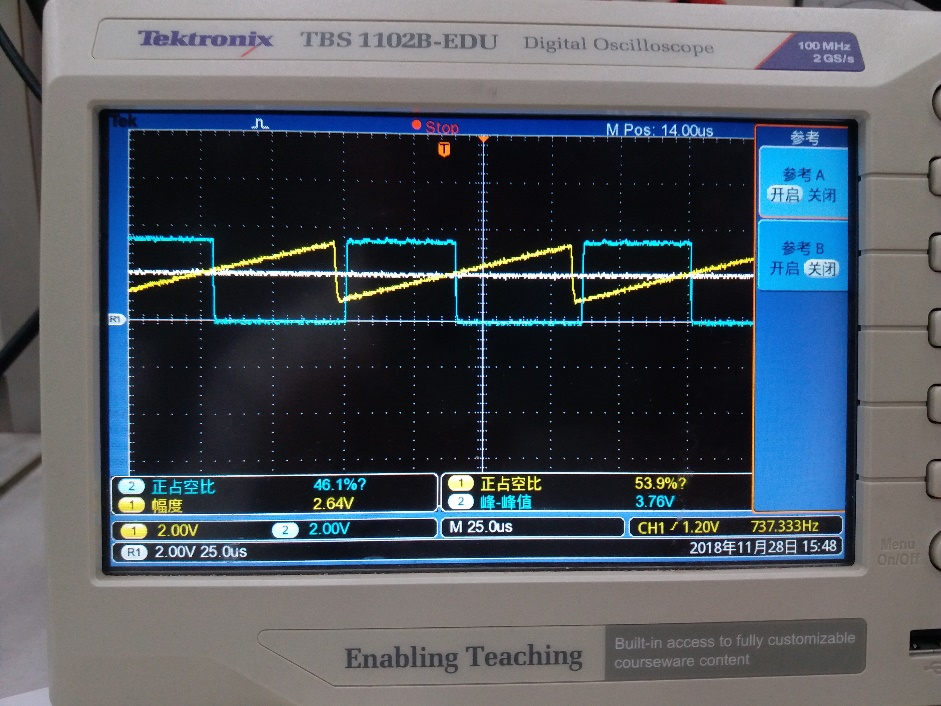 Tektronix TBS 1102B-EDU Digital Oscilloscope
100 MHz
2 GS/s
Tek Stop M Pos: 14.00us
T
参考
参考 A
开启 关闭
参考 B
开启 关闭
R1
2 正占空比 46.1%?
1 幅度 2.64V
1 正占空比 53.9%?
2 峰-峰值 3.76V
1 2.00V 2 2.00V M 25.0us CH1 / 1.20V 737.333Hz
R1 2.00V 25.0us 2018年11月28日 15:48
Menu
On/Off
Enabling Teaching
Built-in access to fully customizable
courseware content